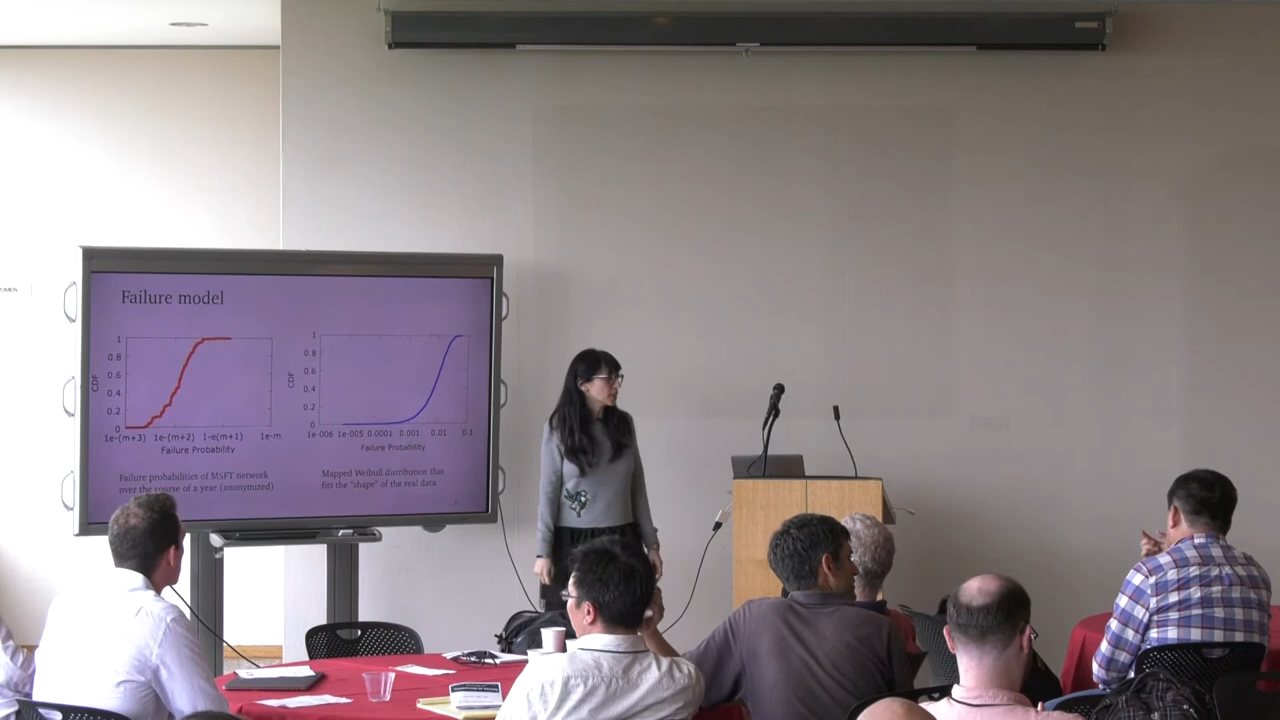 OMEN
Failure model
1
0.8
0.6
0.4
0.2
0
CDF
1e-(m+3) 1e-(m+2) 1-e(m+1) 1e-m
Failure Probability
1
0.8
0.6
0.4
0.2
0
CDF
1e-006 1e-005 0.0001 0.001 0.01 0.1
Failure Probability
Failure probabilities of MSFT network
over the course of a year (anonymized)
Mapped Weibull distribution that
fits the "shape" of the real data